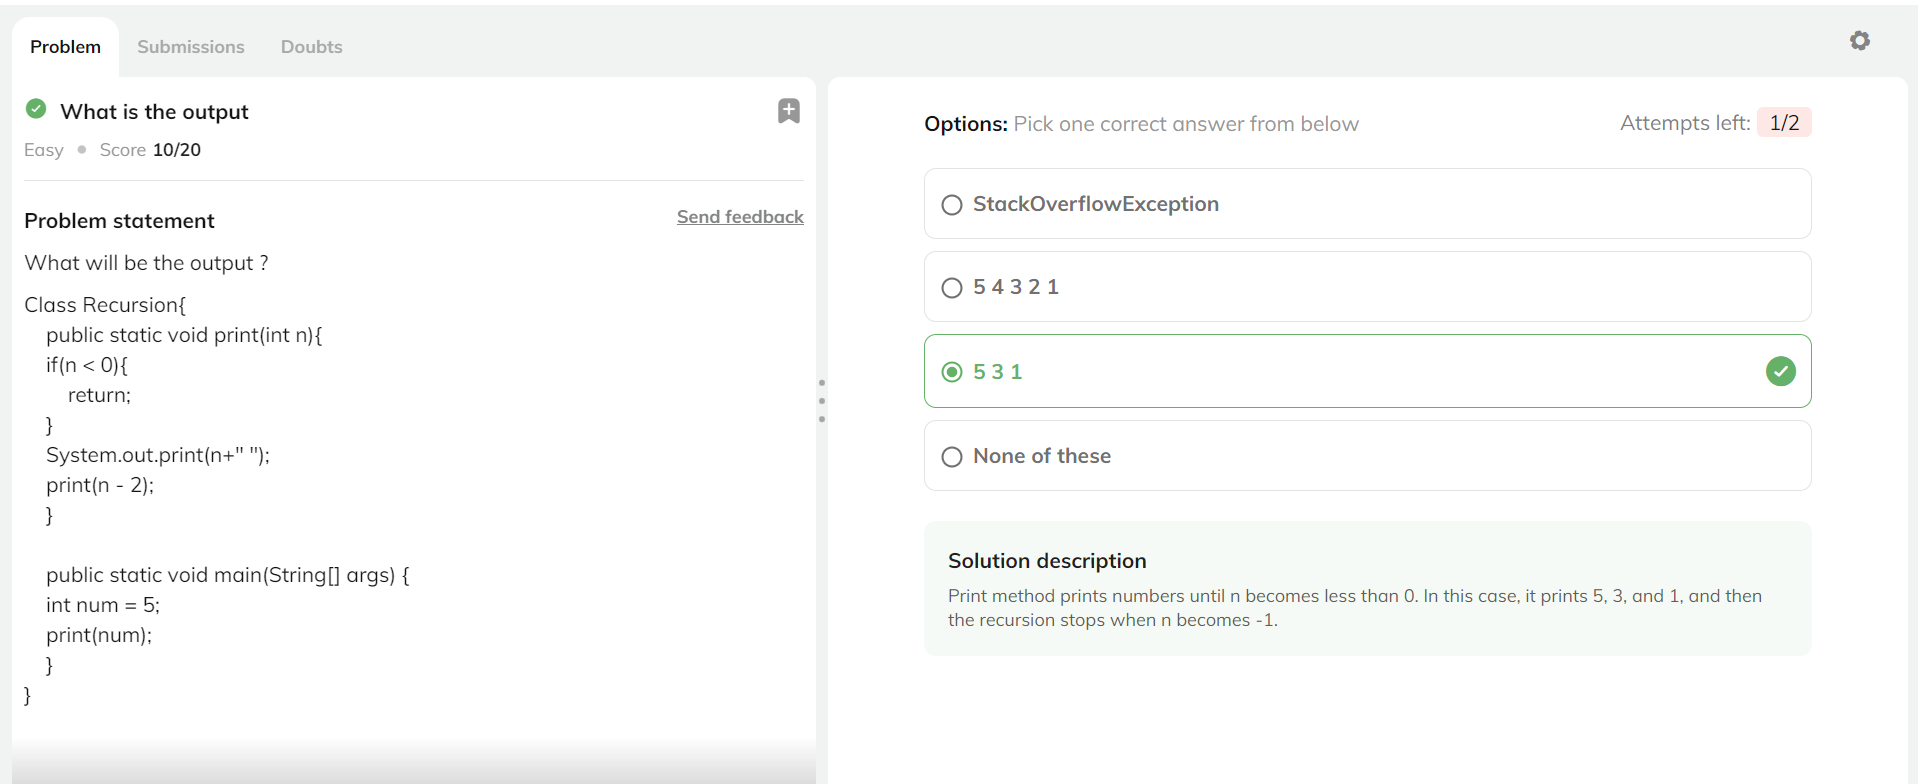 Problem Submissions Doubts
What is the output
Easy • Score 10/20
Problem statement
Send feedback
What will be the output ?
Class Recursion{
public static void print(int n){
if(n < 0){
return;
}
System.out.print(n+" ");
print(n - 2);
}
public static void main(String[] args) {
int num = 5;
print(num);
}
}
Options: Pick one correct answer from below
Attempts left: 1/2
StackOverflowException
5 4 3 2 1
5 3 1
None of these
Solution description
Print method prints numbers until n becomes less than 0. In this case, it prints 5, 3, and 1, and then
the recursion stops when n becomes -1.